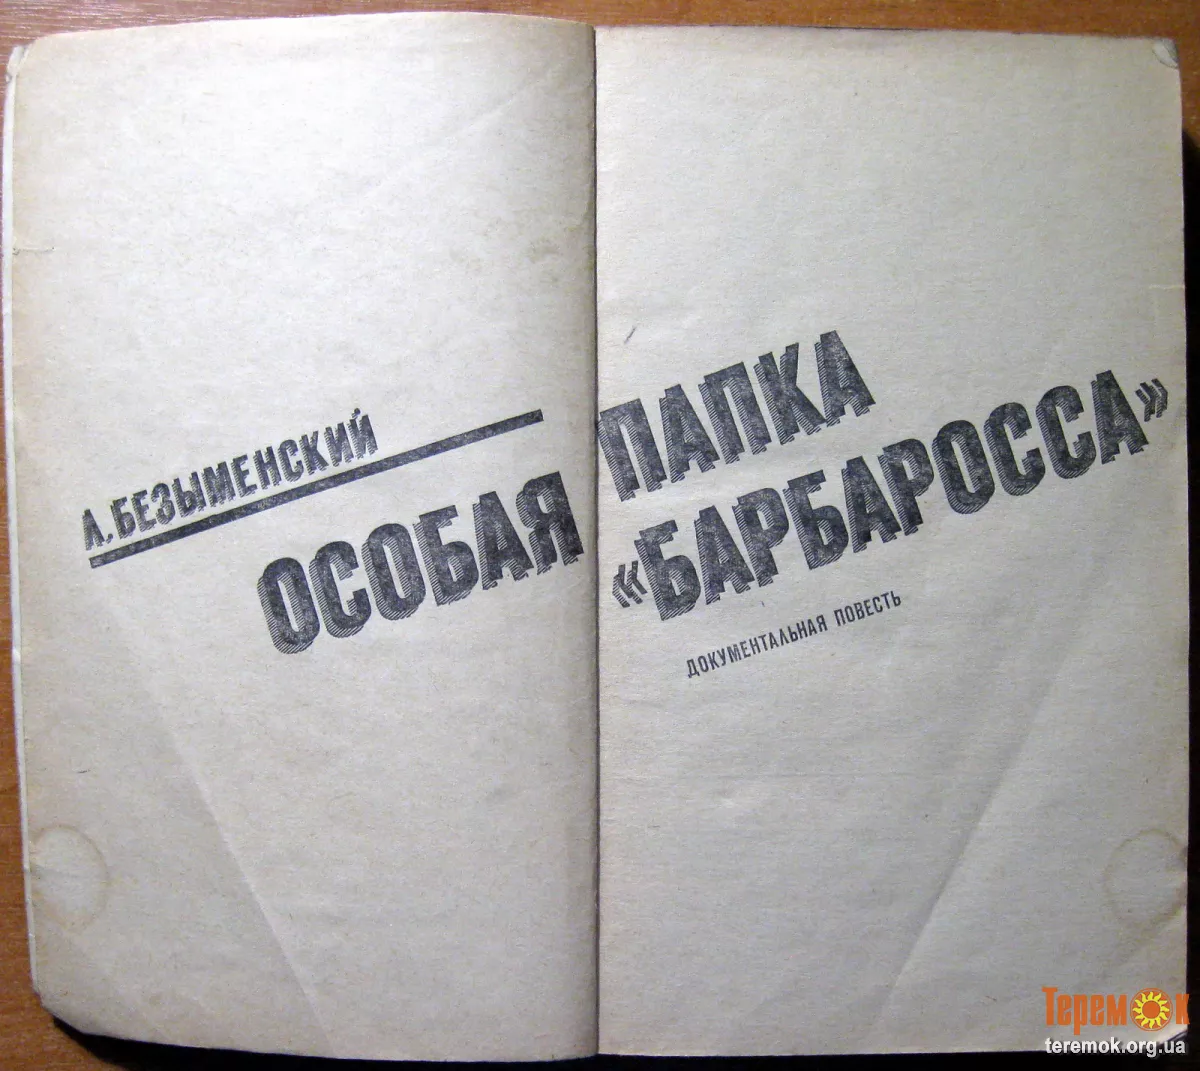 А. БЕЗЫМЕНСКИЙ
ОСОБАЯ
ПАПКА
«БАРБАРОССА»
ДОКУМЕНТАЛЬНАЯ ПОВЕСТЬ
Теремок
teremok.org.ua